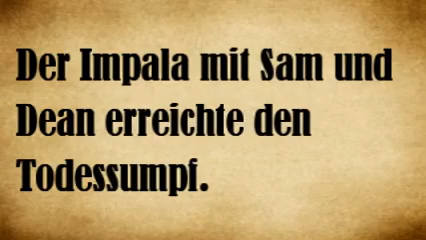 Der Impala mit Sam und
Dean erreichte den
Todessumpf.